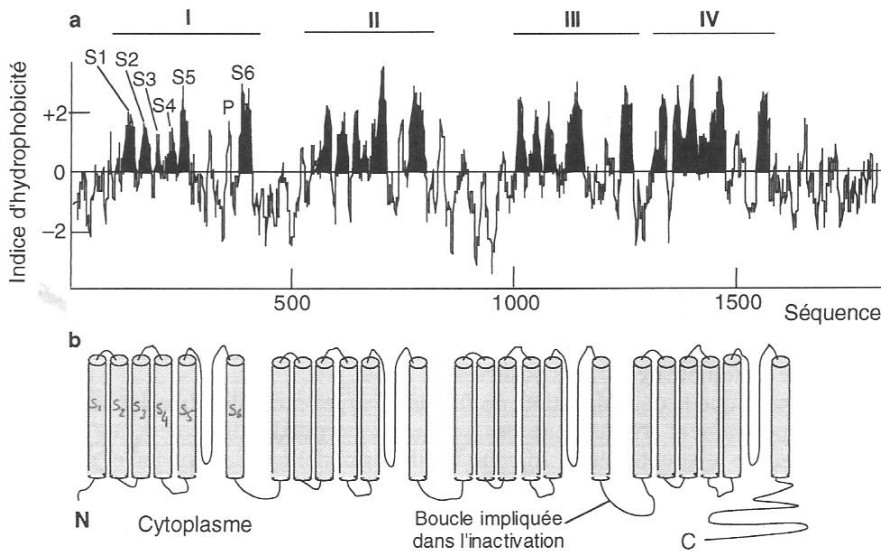 a
I
II
III
IV
S1
S2
S3
S4
S5
P
S6
Indice d'hydrophobicité
+2
0
−2
500
1000
1500
Séquence
b
S1
S2
S3
S4
S5
S6
N
Cytoplasme
Boucle impliquée
dans l'inactivation
C